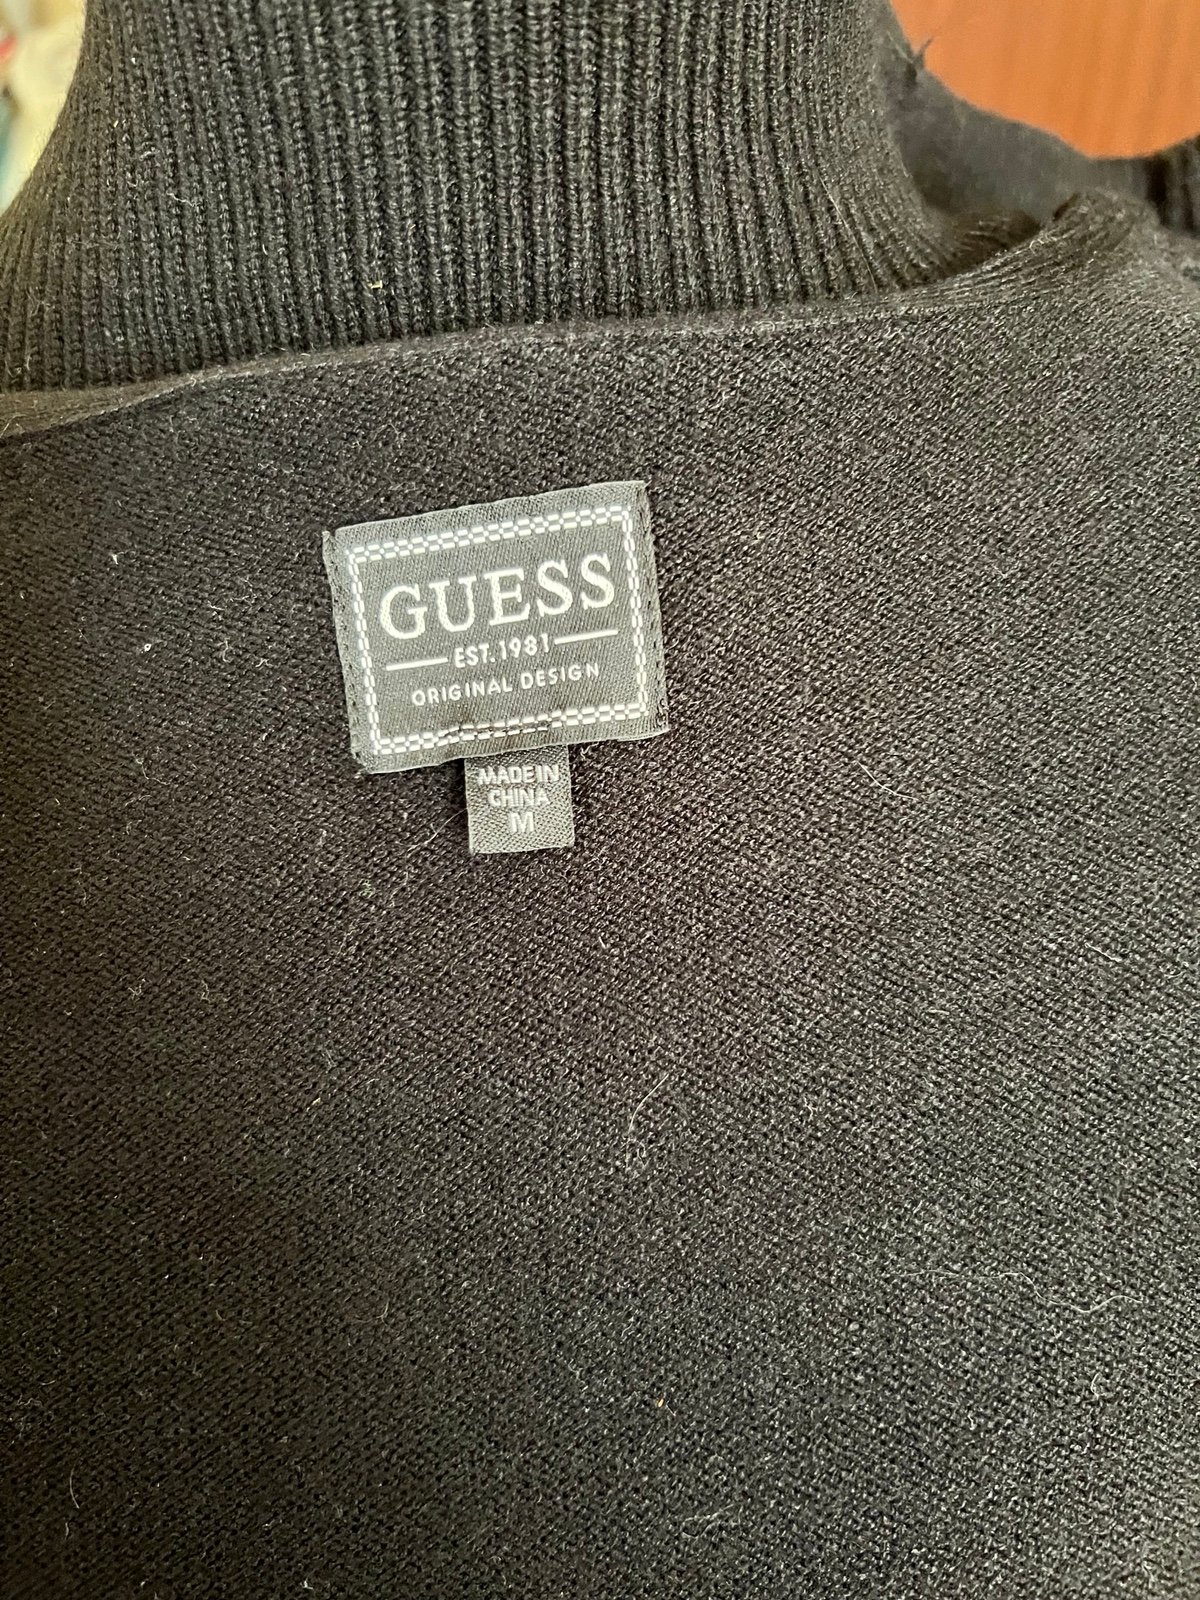 GUESS
EST. 1981
ORIGINAL DESIGN
MADE IN
CHINA
M